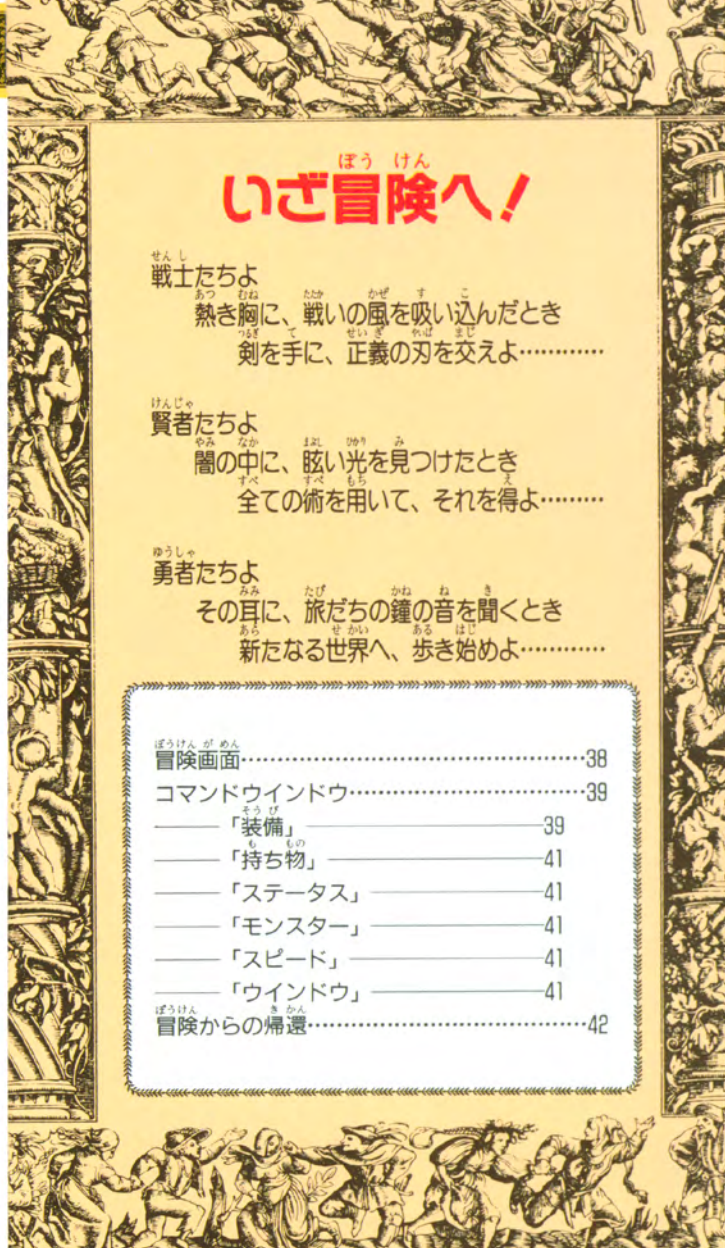 いざ冒険へ!
戦士たちよ
熱き胸に、戦いの風を吸い込んだとき
剣を手に、正義の刃を交えよ…………
賢者たちよ
闇の中に、眩い光を見つけたとき
全ての術を用いて、それを得よ………
勇者たちよ
その耳に、旅だちの鐘の音を聞くとき
新たなる世界へ、歩き始めよ…………
冒険画面……………………………………38
コマンドウインドウ………………………39
——「装備」————————39
——「持ち物」———————41
——「ステータス」—————41
——「モンスター」—————41
——「スピード」——————41
——「ウインドウ」—————41
冒険からの帰還……………………………42